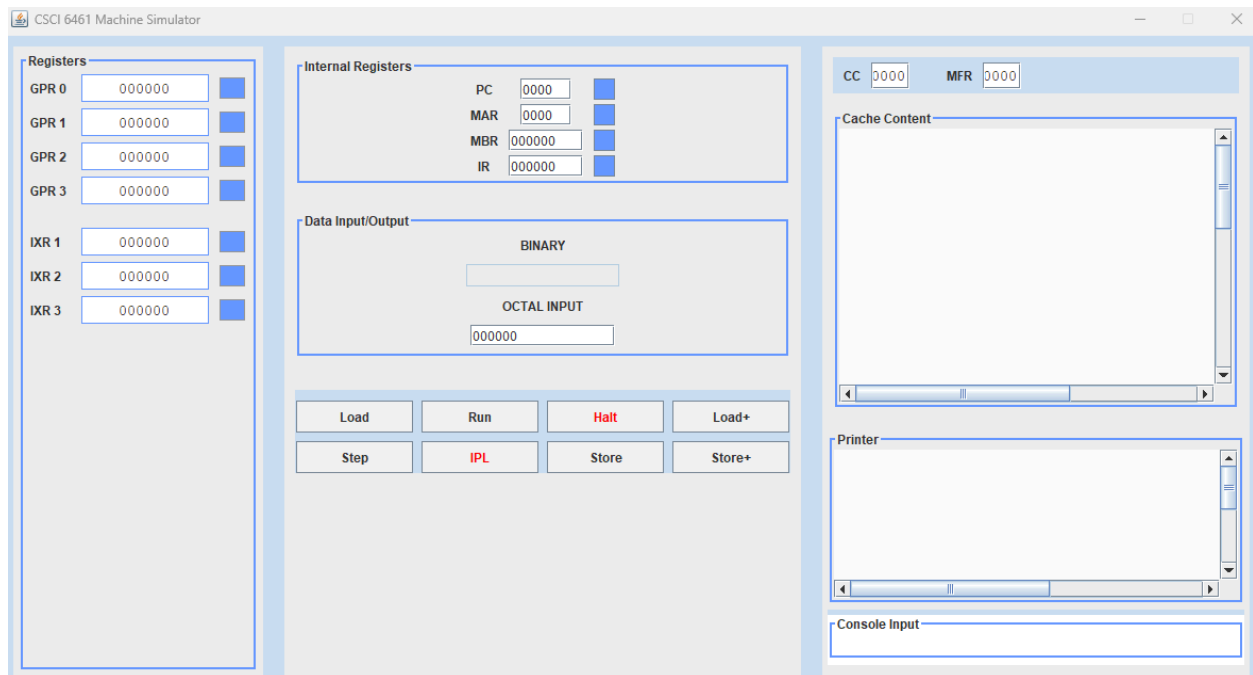 CSCI 6461 Machine Simulator
Registers
GPR 0 000000
GPR 1 000000
GPR 2 000000
GPR 3 000000
IXR 1 000000
IXR 2 000000
IXR 3 000000
Internal Registers
PC 0000
MAR 0000
MBR 000000
IR 000000
Data Input/Output
BINARY
OCTAL INPUT
000000
Load Run Halt Load+
Step IPL Store Store+
CC 0000 MFR 0000
Cache Content
Printer
Console Input